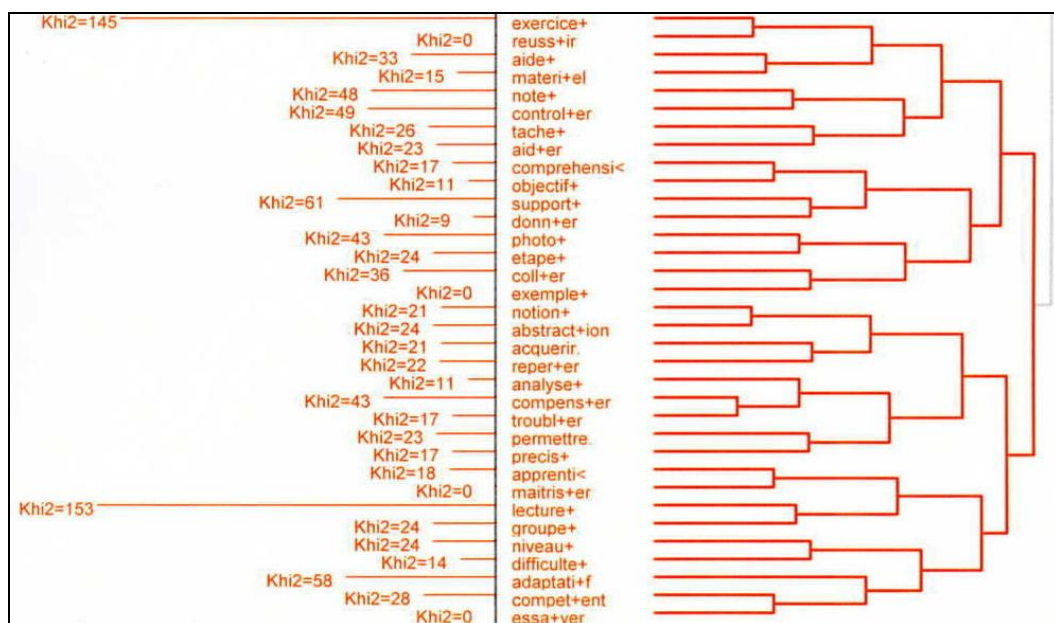 Khi2=145 exercice+
Khi2=0 reuss+ir
Khi2=33 aide+
Khi2=15 materi+el
Khi2=48 note+
Khi2=49 control+er
Khi2=26 tache+
Khi2=23 aid+er
Khi2=17 comprehensi<
Khi2=11 objectif+
Khi2=61 support+
Khi2=9 donn+er
Khi2=43 photo+
Khi2=24 etape+
Khi2=36 coll+er
Khi2=0 exemple+
Khi2=21 notion+
Khi2=24 abstract+ion
Khi2=21 acquerir.
Khi2=22 reper+er
Khi2=11 analyse+
Khi2=43 compens+er
Khi2=17 troubl+er
Khi2=23 permettre.
Khi2=17 precis+
Khi2=18 apprenti<
Khi2=0 maitris+er
Khi2=153 lecture+
Khi2=24 groupe+
Khi2=24 niveau+
Khi2=14 difficulte+
Khi2=58 adaptati+f
Khi2=28 compet+ent
Khi2=0 essa+yer